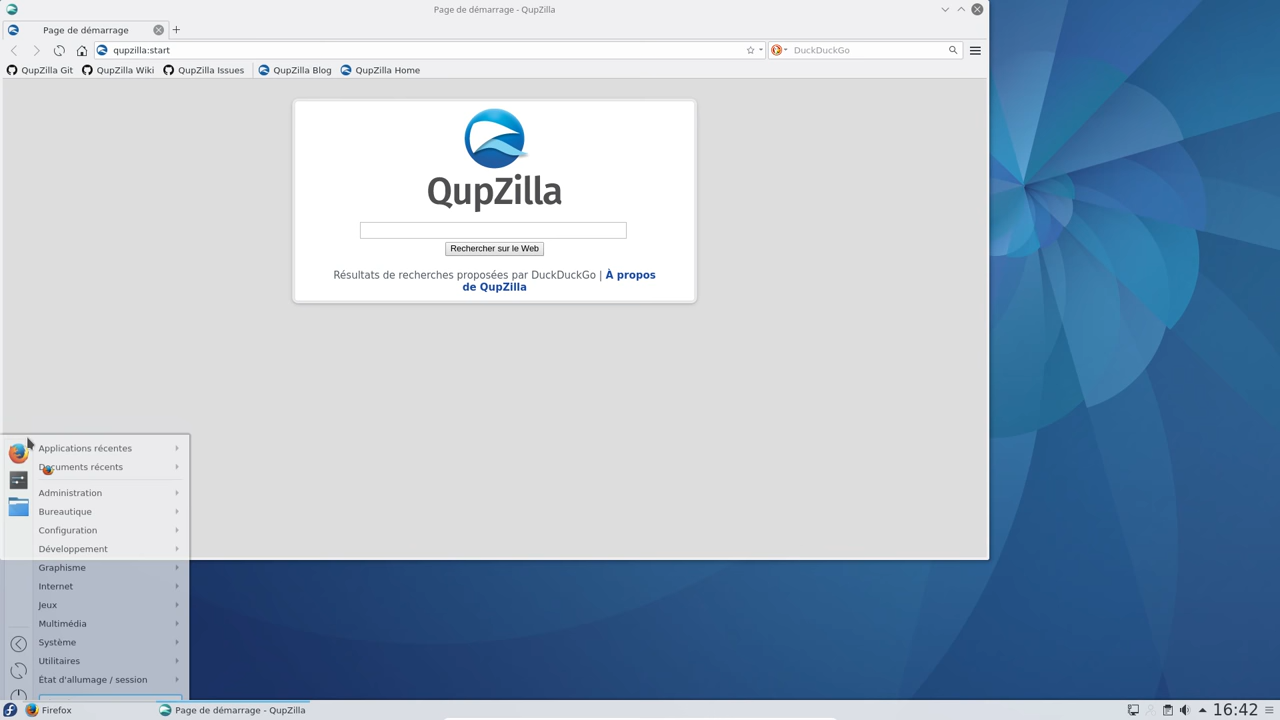 Page de démarrage - QupZilla
Page de démarrage
qupzilla:start
DuckDuckGo
QupZilla Git
QupZilla Wiki
QupZilla Issues
QupZilla Blog
QupZilla Home
QupZilla
Rechercher sur le Web
Résultats de recherches proposées par DuckDuckGo | À propos
de QupZilla
Applications récentes
Documents récents
Administration
Bureautique
Configuration
Développement
Graphisme
Internet
Jeux
Multimédia
Système
Utilitaires
État d'allumage / session
Firefox
Page de démarrage - QupZilla
16:42